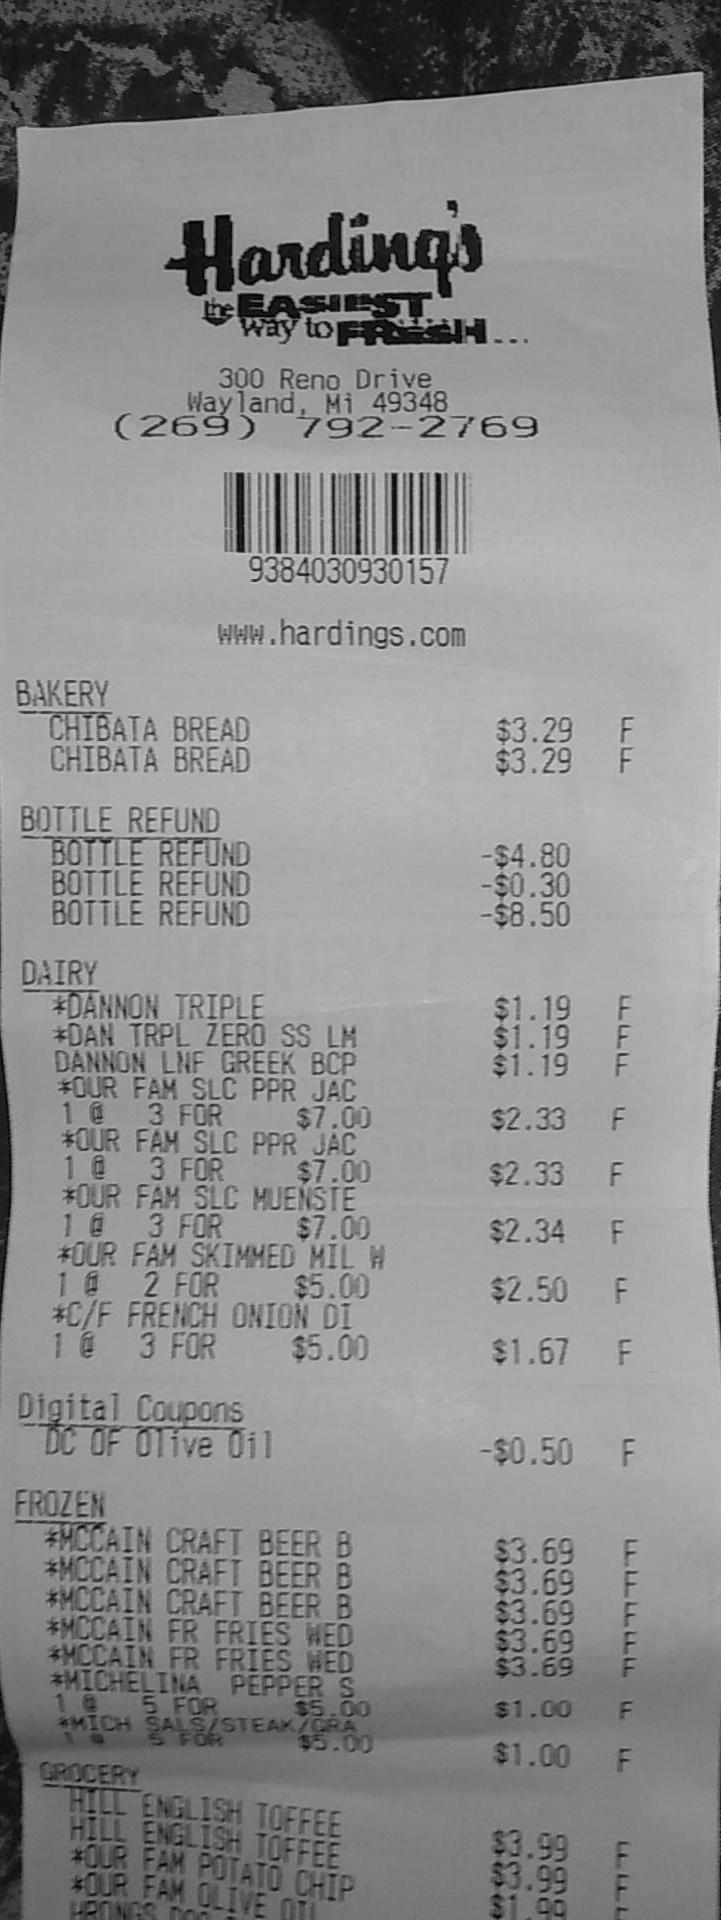 Harding's
the EASIEST
way to FRESH...
300 Reno Drive
Wayland, Mi 49348
(269) 792-2769
9384030930157
www.hardings.com
BAKERY
CHIBATA BREAD $3.29 F
CHIBATA BREAD $3.29 F
BOTTLE REFUND
BOTTLE REFUND -$4.80
BOTTLE REFUND -$0.30
BOTTLE REFUND -$8.50
DAIRY
*DANNON TRIPLE $1.19 F
*DAN TRPL ZERO SS LM $1.19 F
DANNON LNF GREEK BCP $1.19 F
*OUR FAM SLC PPR JAC
1 @ 3 FOR $7.00 $2.33 F
*OUR FAM SLC PPR JAC
1 @ 3 FOR $7.00 $2.33 F
*OUR FAM SLC MUENSTE
1 @ 3 FOR $7.00 $2.34 F
*OUR FAM SKIMMED MIL W
1 @ 2 FOR $5.00 $2.50 F
*C/F FRENCH ONION DI
1 @ 3 FOR $5.00 $1.67 F
Digital Coupons
DC OF Olive Oil -$0.50 F
FROZEN
*MCCAIN CRAFT BEER B $3.69 F
*MCCAIN CRAFT BEER B $3.69 F
*MCCAIN CRAFT BEER B $3.69 F
*MCCAIN FR FRIES WED $3.69 F
*MCCAIN FR FRIES WED $3.69 F
*MICHELINA PEPPER S
1 @ 5 FOR $5.00 $1.00 F
*MICH SALS/STEAK/GRA
1 @ 5 FOR $5.00 $1.00 F
GROCERY
HILL ENGLISH TOFFEE $3.99 F
HILL ENGLISH TOFFEE $3.99 F
*OUR FAM POTATO CHIP $1.99 F
*OUR FAM OLIVE OIL